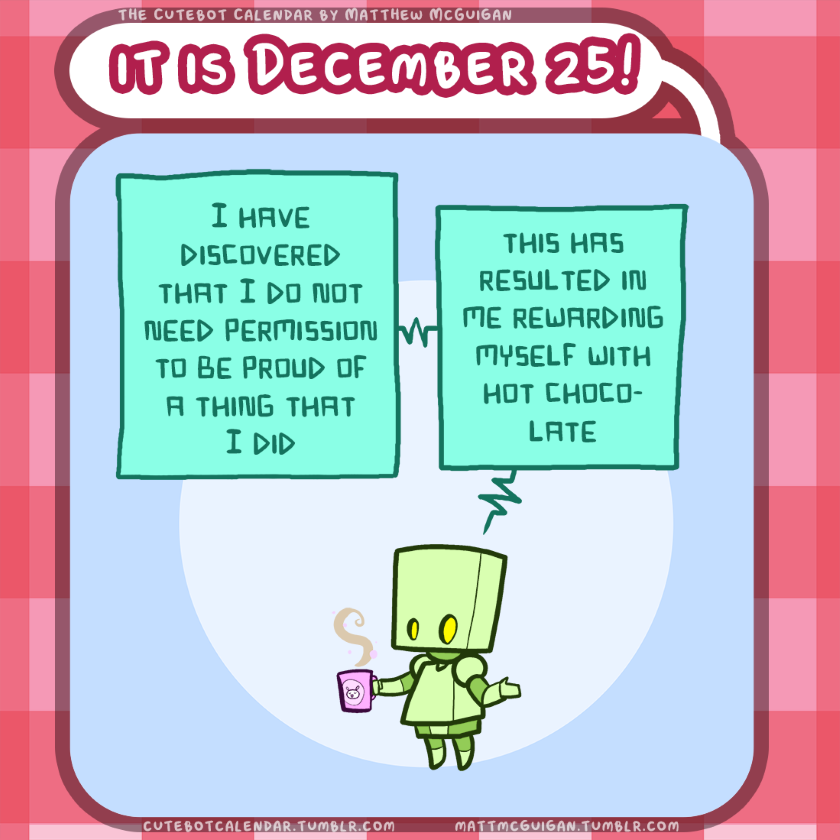 THE CUTEBOT CALENDAR BY MATTHEW MCGUIGAN
IT IS DECEMBER 25!
I HAVE
DISCOVERED
THAT I DO NOT
NEED PERMISSION
TO BE PROUD OF
A THING THAT
I DID
THIS HAS
RESULTED IN
ME REWARDING
MYSELF WITH
HOT CHOCO-
LATE
CUTEBOTCALENDAR.TUMBLR.COM
MATTMCGUIGAN.TUMBLR.COM